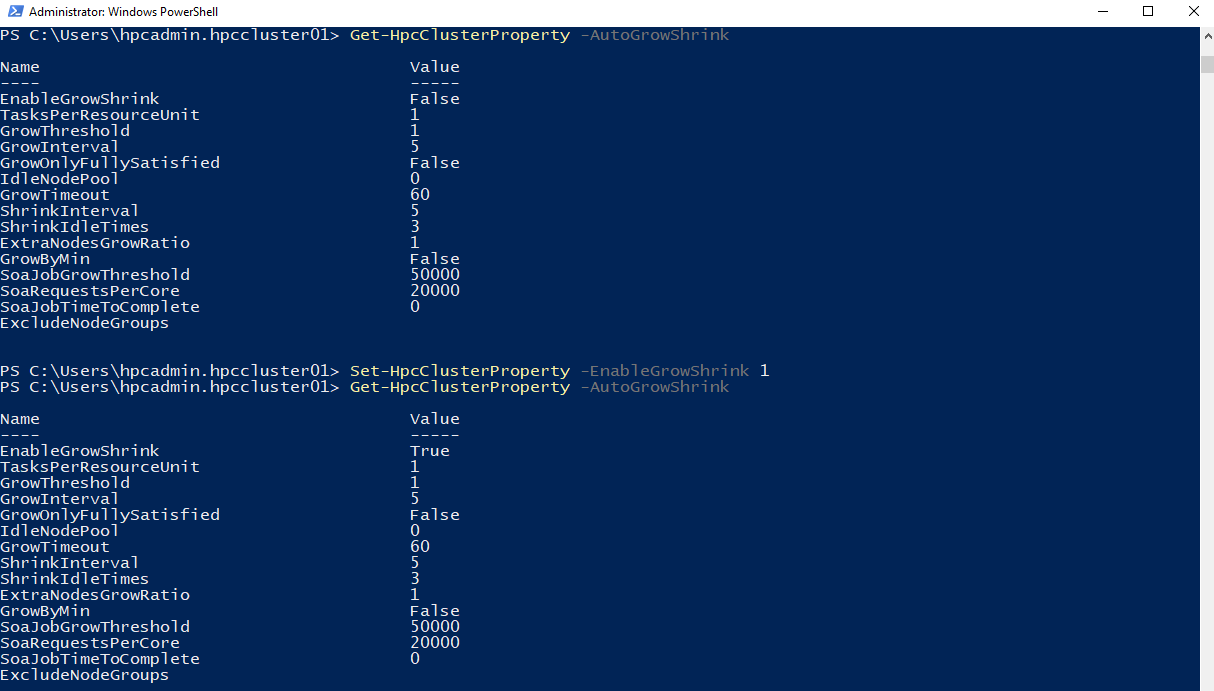 Administrator: Windows PowerShell
PS C:\Users\hpcadmin.hpccluster01> Get-HpcClusterProperty -AutoGrowShrink
Name Value
---- -----
EnableGrowShrink False
TasksPerResourceUnit 1
GrowThreshold 1
GrowInterval 5
GrowOnlyFullySatisfied False
IdleNodePool 0
GrowTimeout 60
ShrinkInterval 5
ShrinkIdleTimes 3
ExtraNodesGrowRatio 1
GrowByMin False
SoaJobGrowThreshold 50000
SoaRequestsPerCore 20000
SoaJobTimeToComplete 0
ExcludeNodeGroups
PS C:\Users\hpcadmin.hpccluster01> Set-HpcClusterProperty -EnableGrowShrink 1
PS C:\Users\hpcadmin.hpccluster01> Get-HpcClusterProperty -AutoGrowShrink
Name Value
---- -----
EnableGrowShrink True
TasksPerResourceUnit 1
GrowThreshold 1
GrowInterval 5
GrowOnlyFullySatisfied False
IdleNodePool 0
GrowTimeout 60
ShrinkInterval 5
ShrinkIdleTimes 3
ExtraNodesGrowRatio 1
GrowByMin False
SoaJobGrowThreshold 50000
SoaRequestsPerCore 20000
SoaJobTimeToComplete 0
ExcludeNodeGroups